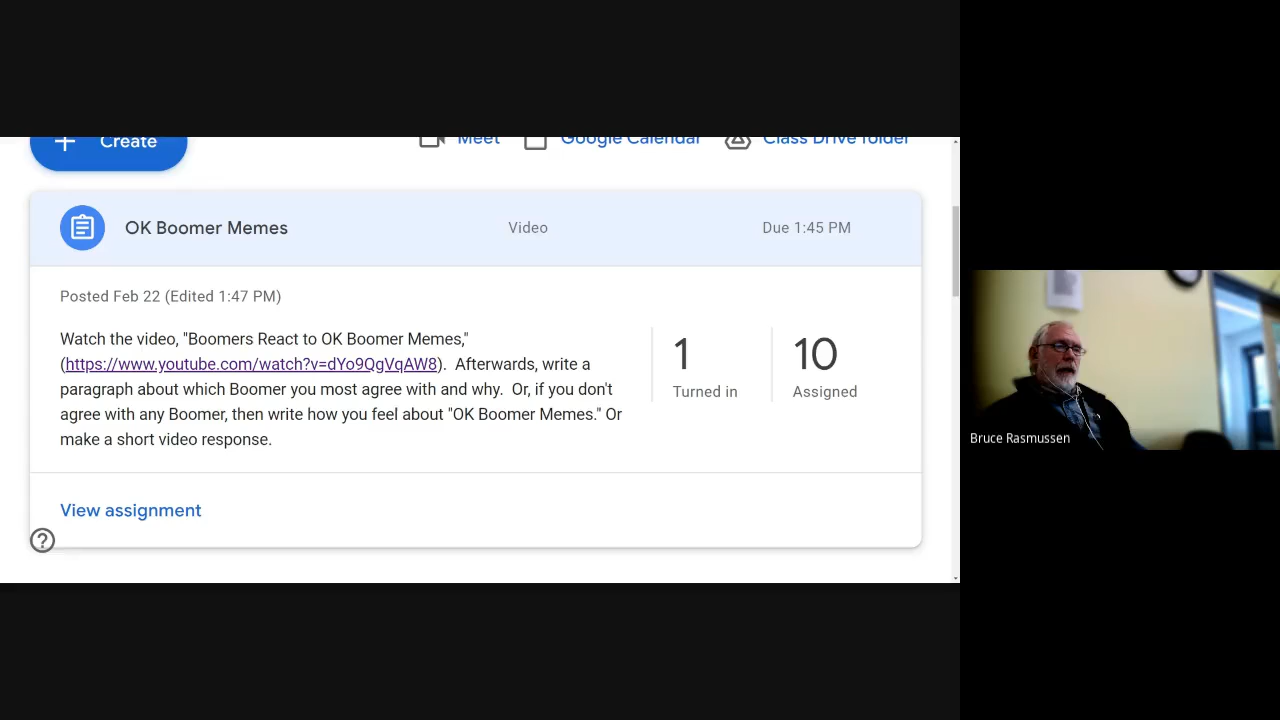 Create
Meet
Google Calendar
Class Drive folder
OK Boomer Memes
Video
Due 1:45 PM
Posted Feb 22 (Edited 1:47 PM)
Watch the video, "Boomers React to OK Boomer Memes,"
(https://www.youtube.com/watch?v=dYo9QgVqAW8).  Afterwards, write a
paragraph about which Boomer you most agree with and why.  Or, if you don't
agree with any Boomer, then write how you feel about "OK Boomer Memes." Or
make a short video response.
1
Turned in
10
Assigned
View assignment
?
Bruce Rasmussen